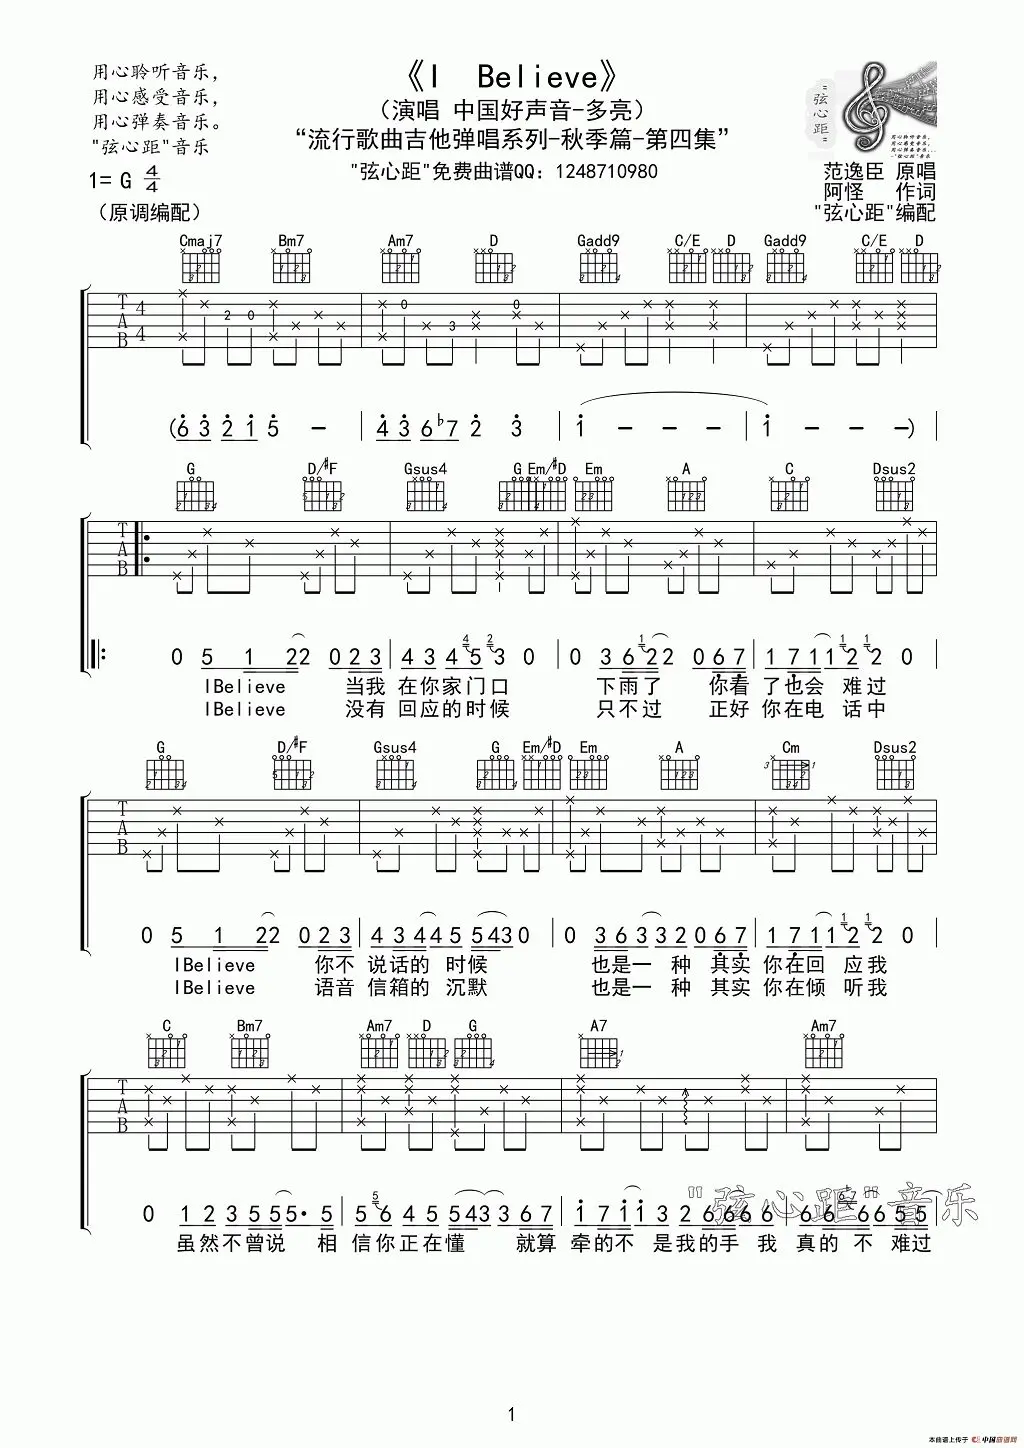 用心聆听音乐，
用心感受音乐，
用心弹奏音乐。
"弦心距"音乐
1= G 4/4
（原调编配）
《I Believe》
（演唱 中国好声音-多亮）
“流行歌曲吉他弹唱系列-秋季篇-第四集”
"弦心距"免费曲谱QQ：1248710980
"弦心距"
范逸臣 原唱
阿怪 作词
"弦心距"编配
Cmaj7 Bm7 Am7 D Gadd9 C/E D Gadd9 C/E D
T A B 4 4 2 0 0 3 0
(6 3 2 1 5 - | 4 3 6 ♭7 2 3 | 1 - - - | 1 - - -) |
G D/#F Gsus4 G Em/#D Em A C Dsus2
T A B
0 5 1 2 2 0 2 3 | 4 3 4 5 3 0 | 0 3 6 2 2 0 6 7 | 1 7 1 1 2 2 0 |
IBelieve 当我 在你家门口 下雨了 你看 了也会 难过
IBelieve 没有 回应的时候 只不过 正好 你在电 话中
G D/#F Gsus4 G Em/#D Em A Cm Dsus2
T A B
0 5 1 2 2 0 2 3 | 4 3 4 4 5 5 4 3 0 | 0 3 6 3 3 2 0 6 7 | 1 7 1 1 2 2 0 |
IBelieve 你不 说话的 时候 也是一 种 其实 你在回 应我
IBelieve 语音 信箱的 沉默 也是一 种 其实 你在倾 听我
C Bm7 Am7 D G A7 Am7
T A B
0 1 2 3 5 5 5· 5 | 5 6 4 5 5 4 3 3 6 7 | 1 7 1 1 3 2 6 6 6 6 | 6 6 6 6 5 5 |
虽然不曾说 相 信你正在懂 就算 牵的不 是我的手 我 真的 不 难过
"弦心距"音乐
1
本曲谱上传于 中国曲谱网